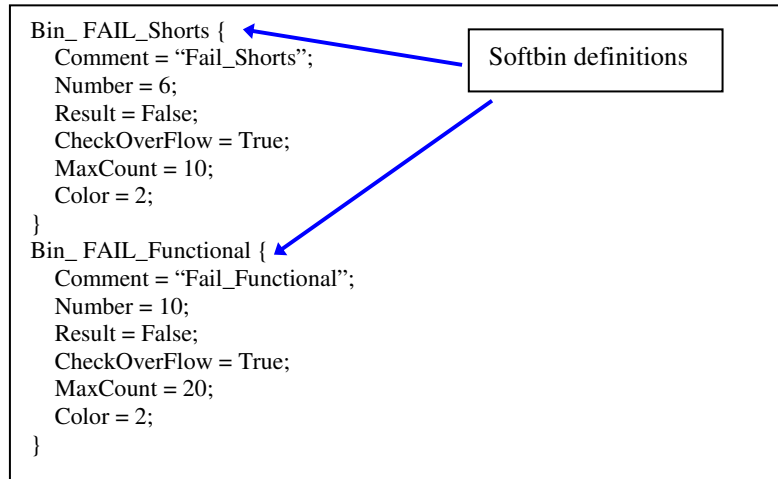 Bin_ FAIL_Shorts {
Comment = “Fail_Shorts”;
Number = 6;
Result = False;
CheckOverFlow = True;
MaxCount = 10;
Color = 2;
}
Bin_ FAIL_Functional {
Comment = “Fail_Functional”;
Number = 10;
Result = False;
CheckOverFlow = True;
MaxCount = 20;
Color = 2;
}
Softbin definitions